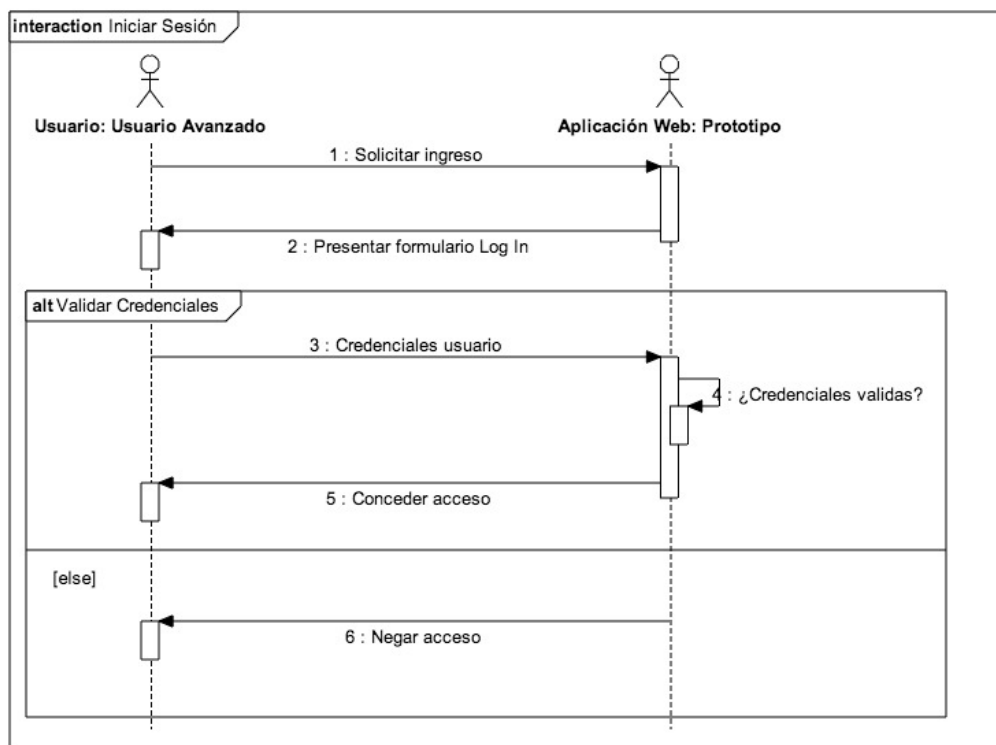 interaction Iniciar Sesión
Usuario: Usuario Avanzado
Aplicación Web: Prototipo
1 : Solicitar ingreso
2 : Presentar formulario Log In
alt Validar Credenciales
3 : Credenciales usuario
4 : ¿Credenciales validas?
5 : Conceder acceso
[else]
6 : Negar acceso